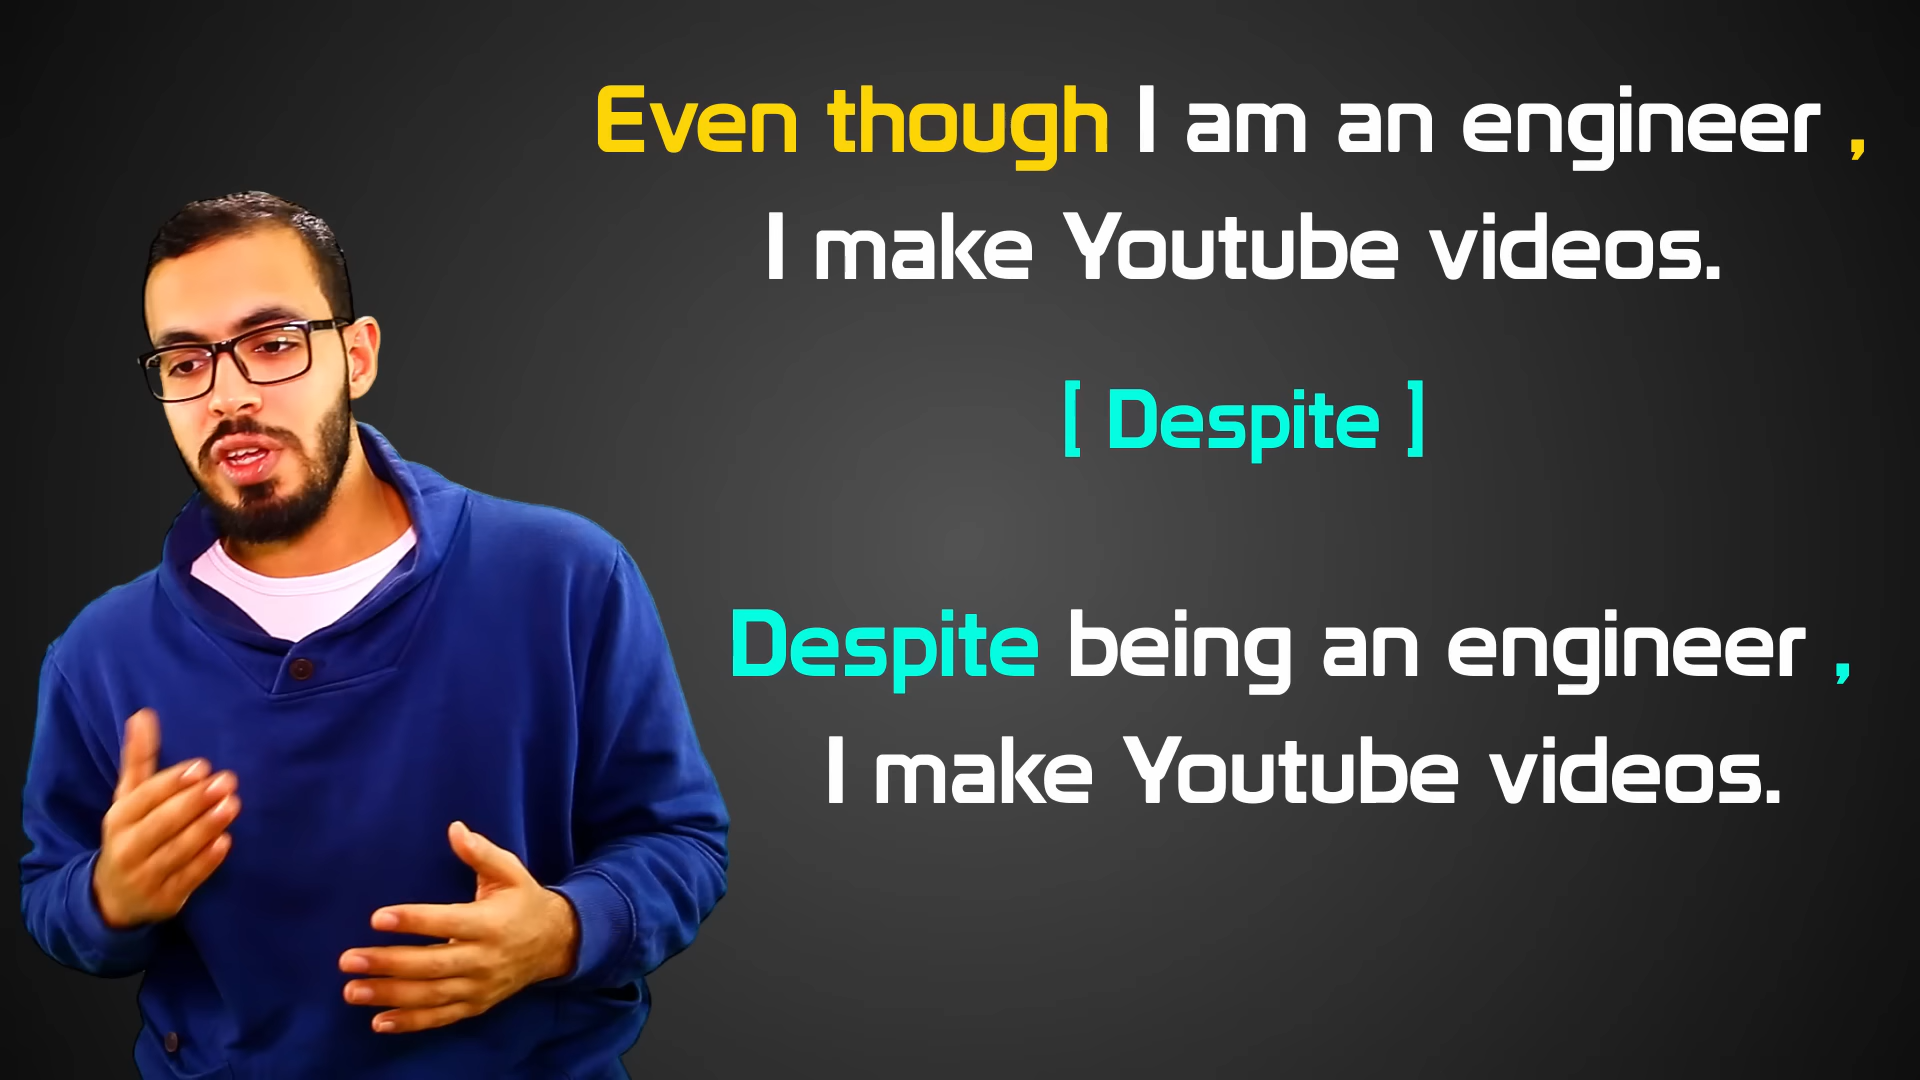 Even though I am an engineer ,
I make Youtube videos.
[ Despite ]
Despite being an engineer ,
I make Youtube videos.